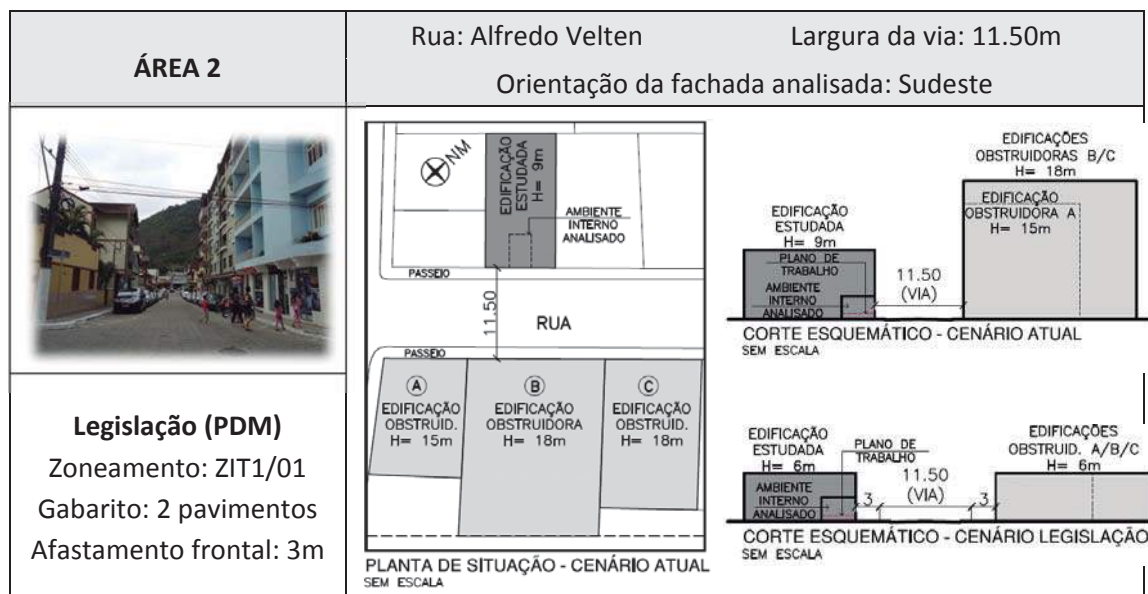 ÁREA 2
Rua: Alfredo Velten Largura da via: 11.50m
Orientação da fachada analisada: Sudeste
Legislação (PDM)
Zoneamento: ZIT1/01
Gabarito: 2 pavimentos
Afastamento frontal: 3m
NM
EDIFICAÇÃO
ESTUDADA
H= 9m
AMBIENTE
INTERNO
ANALISADO
PASSEIO
11.50
RUA
PASSEIO
A
EDIFICAÇÃO
OBSTRUID.
H= 15m
B
EDIFICAÇÃO
OBSTRUIDORA
H= 18m
C
EDIFICAÇÃO
OBSTRUID.
H= 18m
PLANTA DE SITUAÇÃO - CENÁRIO ATUAL
SEM ESCALA
EDIFICAÇÕES
OBSTRUIDORAS B/C
H= 18m
EDIFICAÇÃO
OBSTRUIDORA A
H= 15m
EDIFICAÇÃO
ESTUDADA
H= 9m
PLANO DE
TRABALHO
AMBIENTE
INTERNO
ANALISADO
11.50
(VIA)
CORTE ESQUEMÁTICO - CENÁRIO ATUAL
SEM ESCALA
EDIFICAÇÃO
ESTUDADA
H= 6m
PLANO DE
TRABALHO
EDIFICAÇÕES
OBSTRUID. A/B/C
H= 6m
AMBIENTE
INTERNO
ANALISADO
3
11.50
(VIA)
3
CORTE ESQUEMÁTICO - CENÁRIO LEGISLAÇÃO
SEM ESCALA